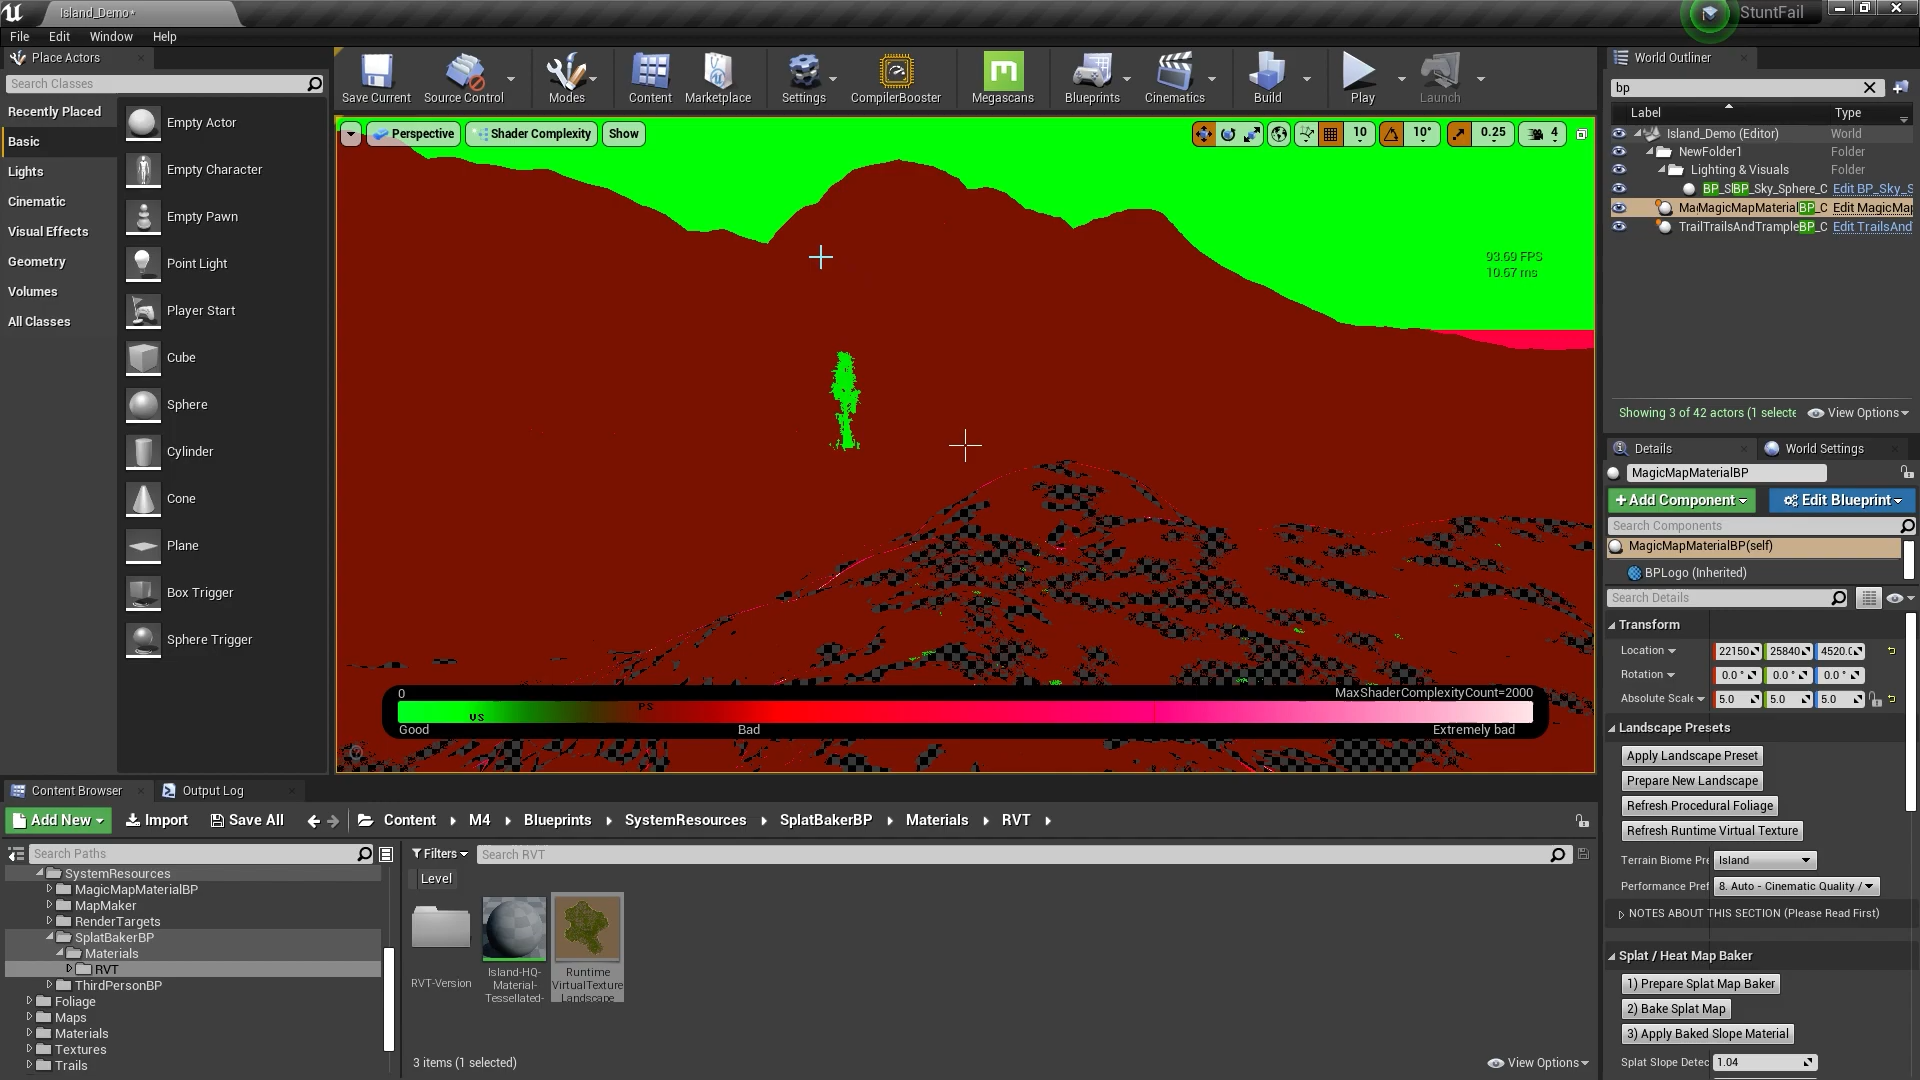 Island_Demo*
StuntFail
File Edit Window Help
Place Actors
Search Classes
Recently Placed
Basic
Lights
Cinematic
Visual Effects
Geometry
Volumes
All Classes
Empty Actor
Empty Character
Empty Pawn
Point Light
Player Start
Cube
Sphere
Cylinder
Cone
Plane
Box Trigger
Sphere Trigger
Save Current Source Control Modes Content Marketplace Settings CompilerBooster Megascans Blueprints Cinematics Build Play Launch
Perspective Shader Complexity Show
10 10° 0.25 4
93.69 FPS
10.67 ms
0 MaxShaderComplexityCount=2000
VS PS
Good Bad Extremely bad
World Outliner
bp
Label Type
Island_Demo (Editor) World
NewFolder1 Folder
Lighting & Visuals Folder
BP_SBP_Sky_Sphere_C Edit BP_Sky_S
MaMagicMapMaterialBP_C Edit MagicMap
TrailTrailsAndTrampleBP_C Edit TrailsAnd
Showing 3 of 42 actors (1 selecte View Options
Details World Settings
MagicMapMaterialBP
+Add Component Edit Blueprint
Search Components
MagicMapMaterialBP(self)
BPLogo (Inherited)
Search Details
Transform
Location 22150 25840 4520.0
Rotation 0.0 ° 0.0 ° 0.0 °
Absolute Scale 5.0 5.0 5.0
Landscape Presets
Apply Landscape Preset
Prepare New Landscape
Refresh Procedural Foliage
Refresh Runtime Virtual Texture
Terrain Biome Pre Island
Performance Pref 8. Auto - Cinematic Quality /
NOTES ABOUT THIS SECTION (Please Read First)
Splat / Heat Map Baker
1) Prepare Splat Map Baker
2) Bake Splat Map
3) Apply Baked Slope Material
Splat Slope Detec 1.04
Content Browser Output Log
Add New Import Save All Content M4 Blueprints SystemResources SplatBakerBP Materials RVT
Search Paths
SystemResources
MagicMapMaterialBP
MapMaker
RenderTargets
SplatBakerBP
Materials
RVT
ThirdPersonBP
Foliage
Maps
Materials
Textures
Trails
Filters Search RVT
Level
RVT-Version
Island-HQ-
Material-
Tessellated-
Runtime
VirtualTexture
Landscape
3 items (1 selected) View Options